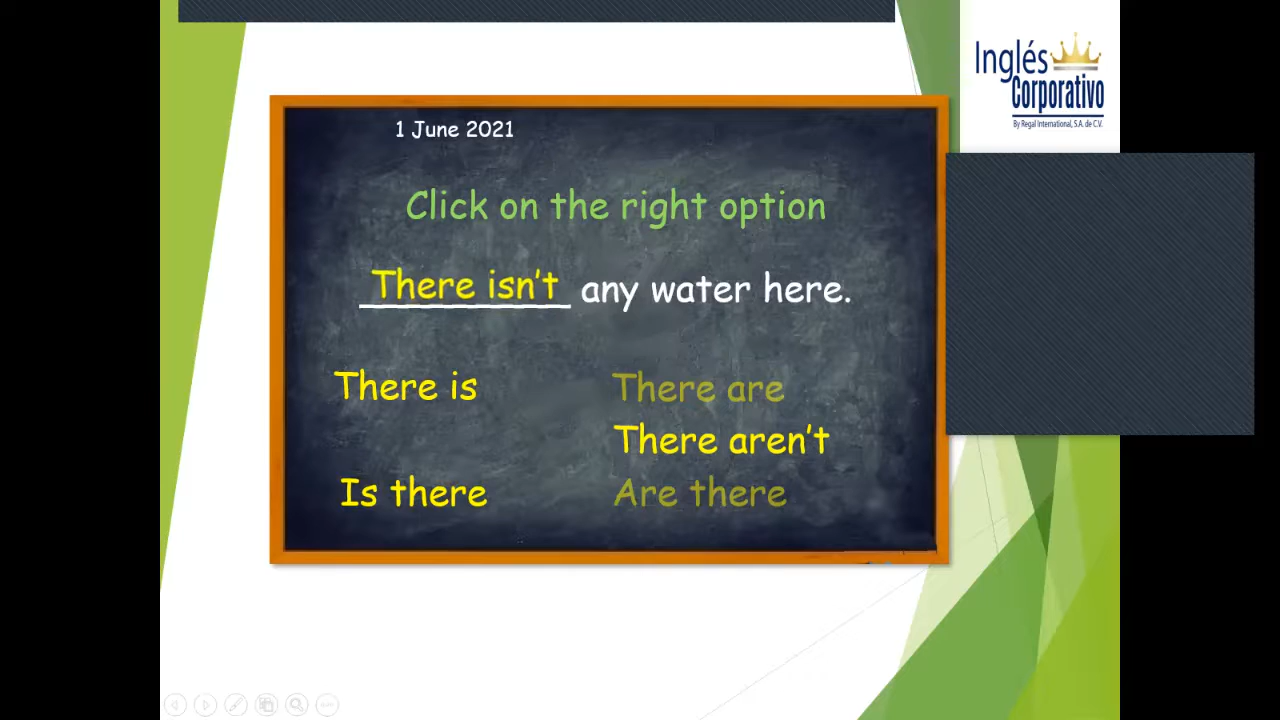 Inglés
Corporativo
By Regal International, S.A. de C.V.
1 June 2021
Click on the right option
There isn't any water here.
There is
There are
There aren't
Is there
Are there